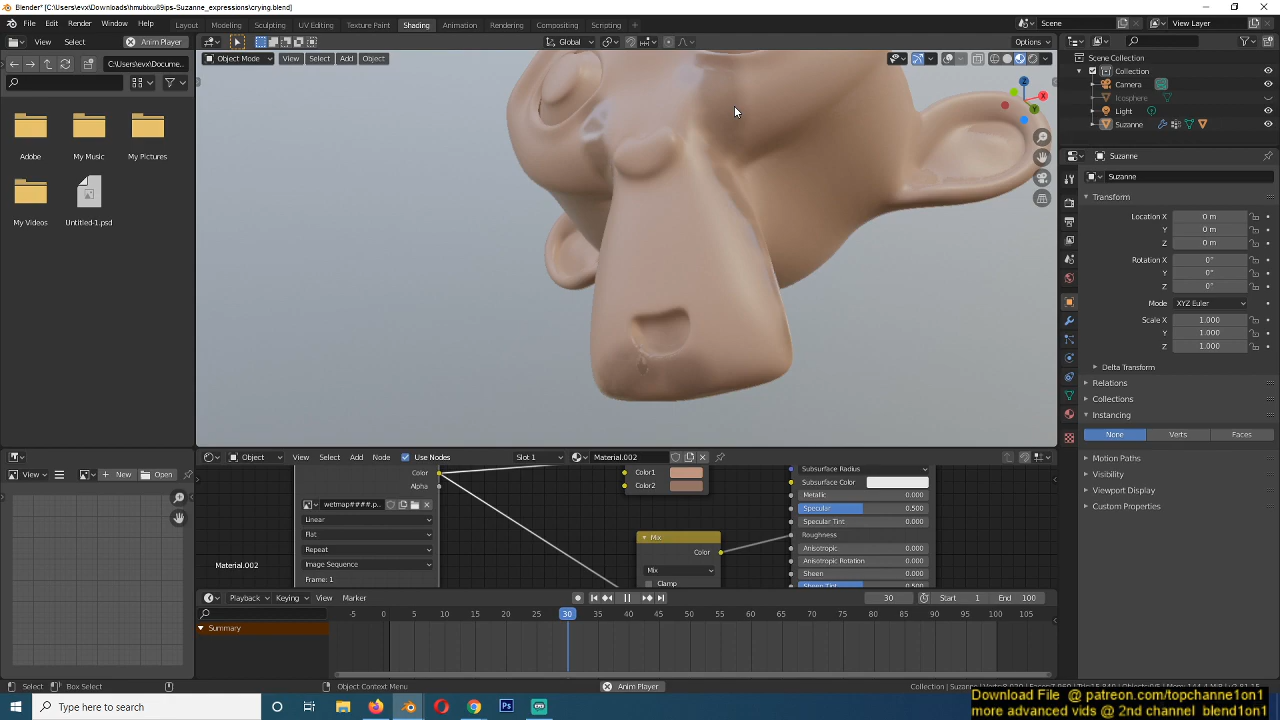 Blender* [C:\Users\evx\Downloads\hmubixu89\ps-Suzanne_expressions\crying.blend]
File Edit Render Window Help Layout Modeling Sculpting UV Editing Texture Paint Shading Animation Rendering Compositing Scripting Scene View Layer
View Select Anim Player Global Options
C:\Users\evx\Docume... Object Mode View Select Add Object
Adobe My Music My Pictures
My Videos Untitled-1.psd
X
Y
Z
Scene Collection
Collection
Camera
Icosphere
Light
Suzanne
Suzanne
Suzanne
Transform
Location X 0 m
Y 0 m
Z 0 m
Rotation X 0°
Y 0°
Z 0°
Mode XYZ Euler
Scale X 1.000
Y 1.000
Z 1.000
Delta Transform
Relations
Collections
Instancing
None Verts Faces
Motion Paths
Visibility
Viewport Display
Custom Properties
Object View Select Add Node Use Nodes Slot 1 Material.002
View New Open
Color
Alpha
wetmap####.p...
Linear
Flat
Repeat
Image Sequence
Frame: 1
Material.002
Color1
Color2
Mix
Color
Mix
Clamp
Subsurface Radius
Subsurface Color
Metallic 0.000
Specular 0.500
Specular Tint 0.000
Roughness
Anisotropic 0.000
Anisotropic Rotation 0.000
Sheen 0.000
Sheen Tint 0.500
Playback Keying View Marker 30 Start 1 End 100
-5 0 5 10 15 20 25 30 35 40 45 50 55 60 65 70 75 80 85 90 95 100 105
Summary
Select Box Select Object Context Menu Anim Player
Type here to search
Download File @ patreon.com/topchanne1on1
more advanced vids @ 2nd channel blend1on1